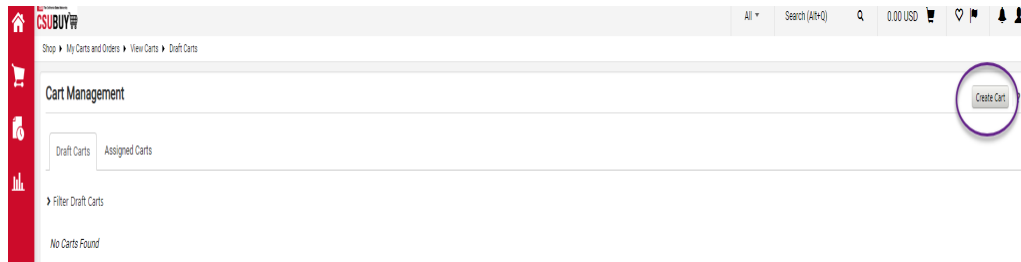 CSUBUY
All Search (Alt+Q) 0.00 USD
Shop My Carts and Orders View Carts Draft Carts
Cart Management
Create Cart
Draft Carts Assigned Carts
Filter Draft Carts
No Carts Found